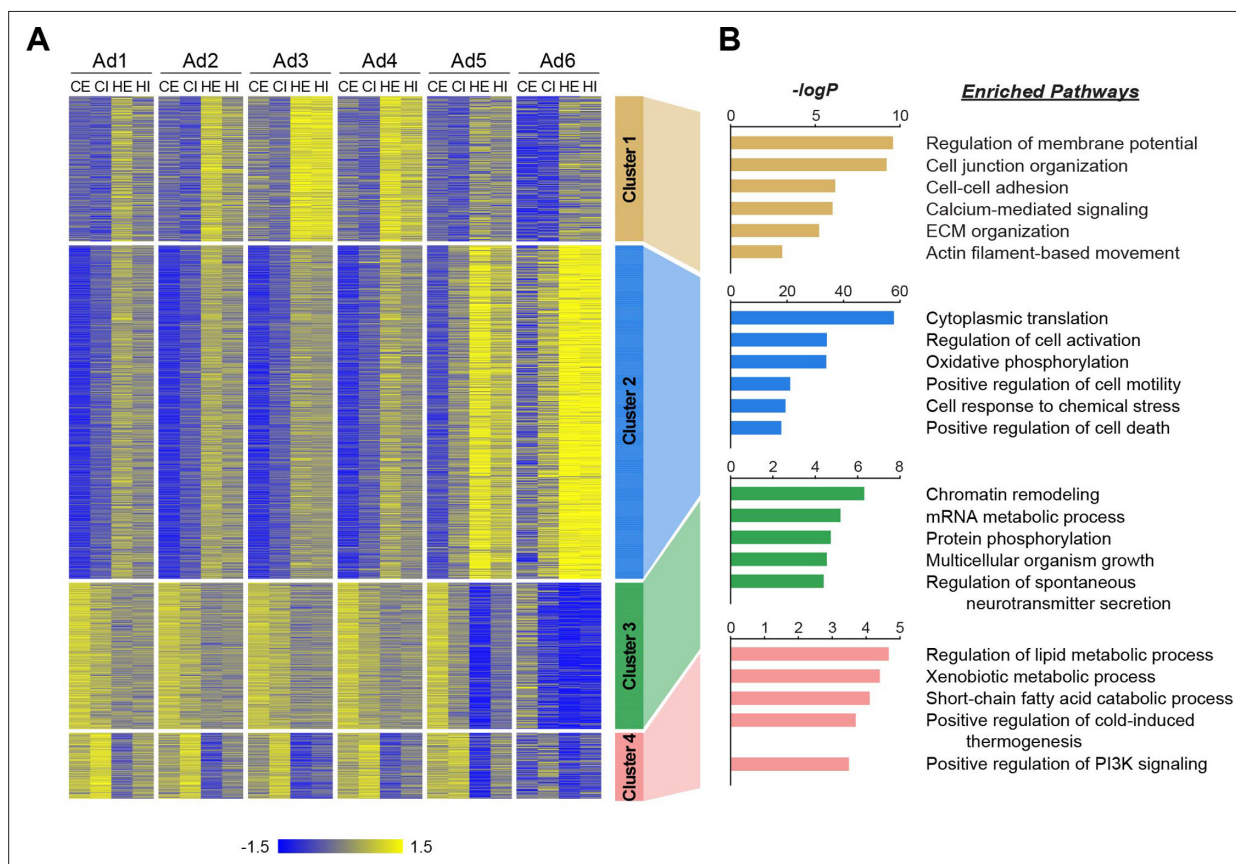 A
B
Ad1 Ad2 Ad3 Ad4 Ad5 Ad6
CE CI HE HI CE CI HE HI CE CI HE HI CE CI HE HI CE CI HE HI CE CI HE HI
Cluster 1
Cluster 2
Cluster 3
Cluster 4
-1.5 1.5
-logP Enriched Pathways
0 5 10
Regulation of membrane potential
Cell junction organization
Cell-cell adhesion
Calcium-mediated signaling
ECM organization
Actin filament-based movement
0 20 40 60
Cytoplasmic translation
Regulation of cell activation
Oxidative phosphorylation
Positive regulation of cell motility
Cell response to chemical stress
Positive regulation of cell death
0 2 4 6 8
Chromatin remodeling
mRNA metabolic process
Protein phosphorylation
Multicellular organism growth
Regulation of spontaneous
neurotransmitter secretion
0 1 2 3 4 5
Regulation of lipid metabolic process
Xenobiotic metabolic process
Short-chain fatty acid catabolic process
Positive regulation of cold-induced
thermogenesis
Positive regulation of PI3K signaling